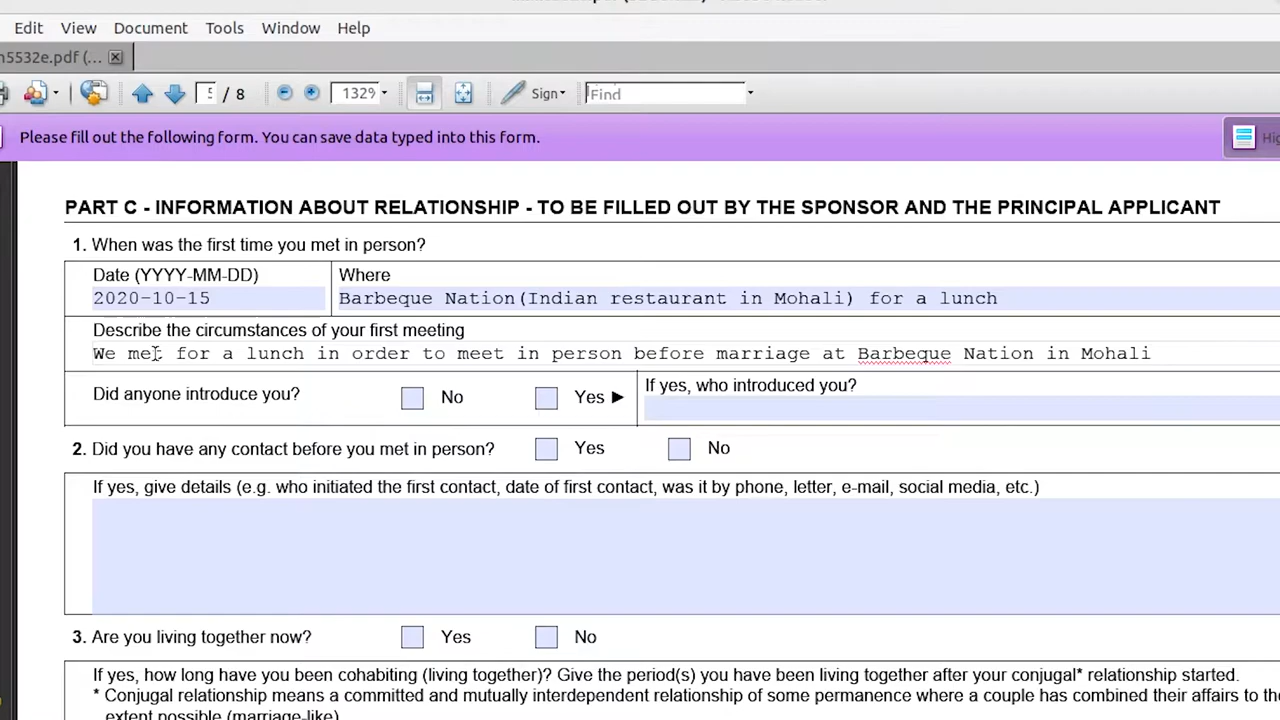 Edit View Document Tools Window Help
n5532e.pdf (...
5 / 8 132% Sign Find
Please fill out the following form. You can save data typed into this form.
PART C - INFORMATION ABOUT RELATIONSHIP - TO BE FILLED OUT BY THE SPONSOR AND THE PRINCIPAL APPLICANT
1. When was the first time you met in person?
Date (YYYY-MM-DD) Where
2020-10-15 Barbeque Nation(Indian restaurant in Mohali) for a lunch
Describe the circumstances of your first meeting
We met for a lunch in order to meet in person before marriage at Barbeque Nation in Mohali
Did anyone introduce you? No Yes ► If yes, who introduced you?
2. Did you have any contact before you met in person? Yes No
If yes, give details (e.g. who initiated the first contact, date of first contact, was it by phone, letter, e-mail, social media, etc.)
3. Are you living together now? Yes No
If yes, how long have you been cohabiting (living together)? Give the period(s) you have been living together after your conjugal* relationship started.
* Conjugal relationship means a committed and mutually interdependent relationship of some permanence where a couple has combined their affairs to the
extent possible (marriage-like)